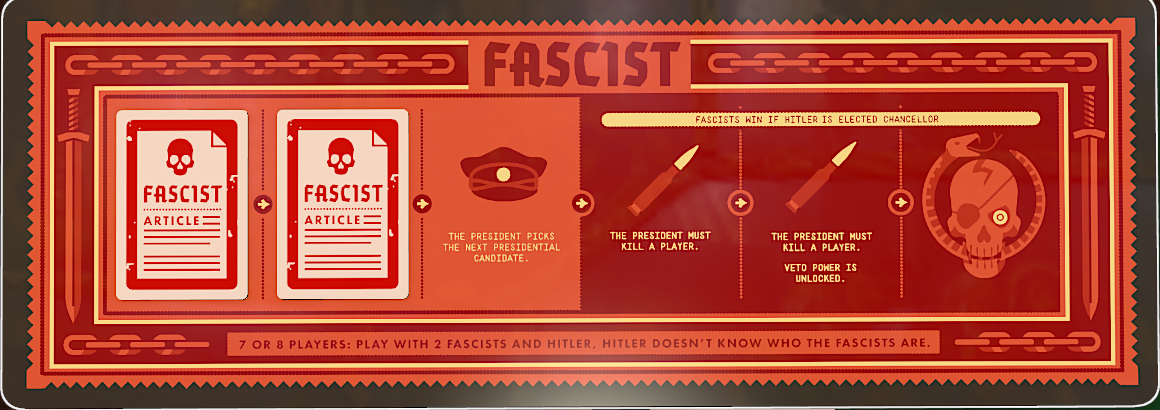 FASCIST
FASCISTS WIN IF HITLER IS ELECTED CHANCELLOR
FASCIST
ARTICLE
FASCIST
ARTICLE
THE PRESIDENT PICKS
THE NEXT PRESIDENTIAL
CANDIDATE.
THE PRESIDENT MUST
KILL A PLAYER.
THE PRESIDENT MUST
KILL A PLAYER.
VETO POWER IS
UNLOCKED.
7 OR 8 PLAYERS: PLAY WITH 2 FASCISTS AND HITLER, HITLER DOESN'T KNOW WHO THE FASCISTS ARE.